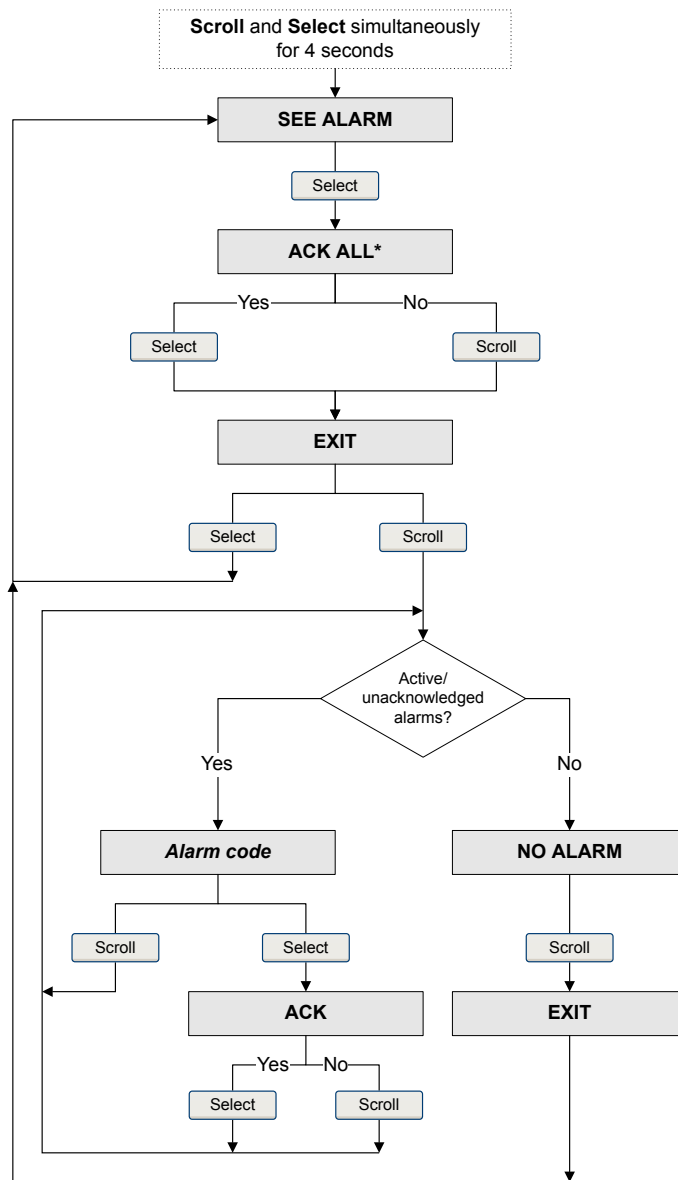 Scroll and Select simultaneously
for 4 seconds
SEE ALARM
Select
ACK ALL*
Yes
No
Select
Scroll
EXIT
Select
Scroll
Active/
unacknowledged
alarms?
Yes
No
Alarm code
NO ALARM
Scroll
Select
Scroll
ACK
EXIT
Yes
No
Select
Scroll